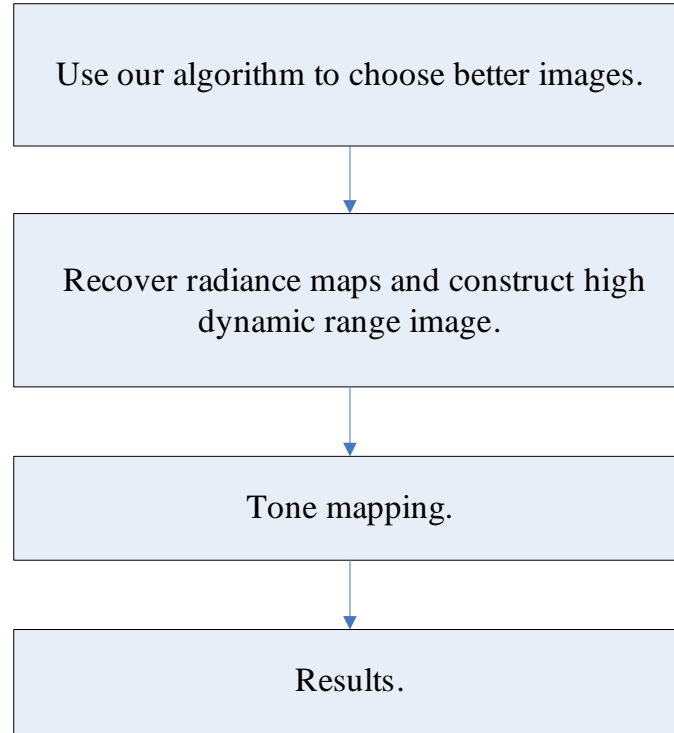 Use our algorithm to choose better images.
Recover radiance maps and construct high
dynamic range image.
Tone mapping.
Results.